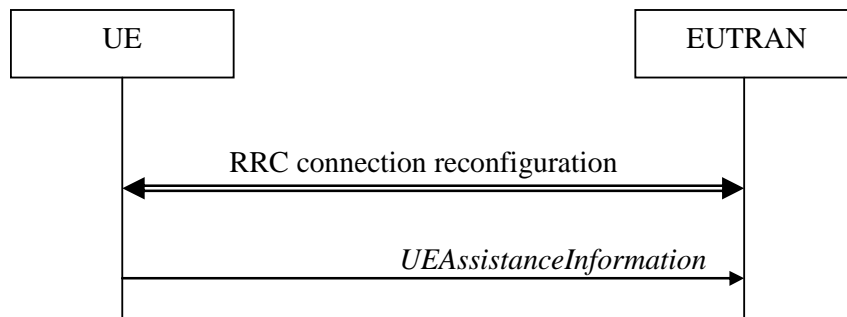 UE
EUTRAN
RRC connection reconfiguration
UEAssistanceInformation